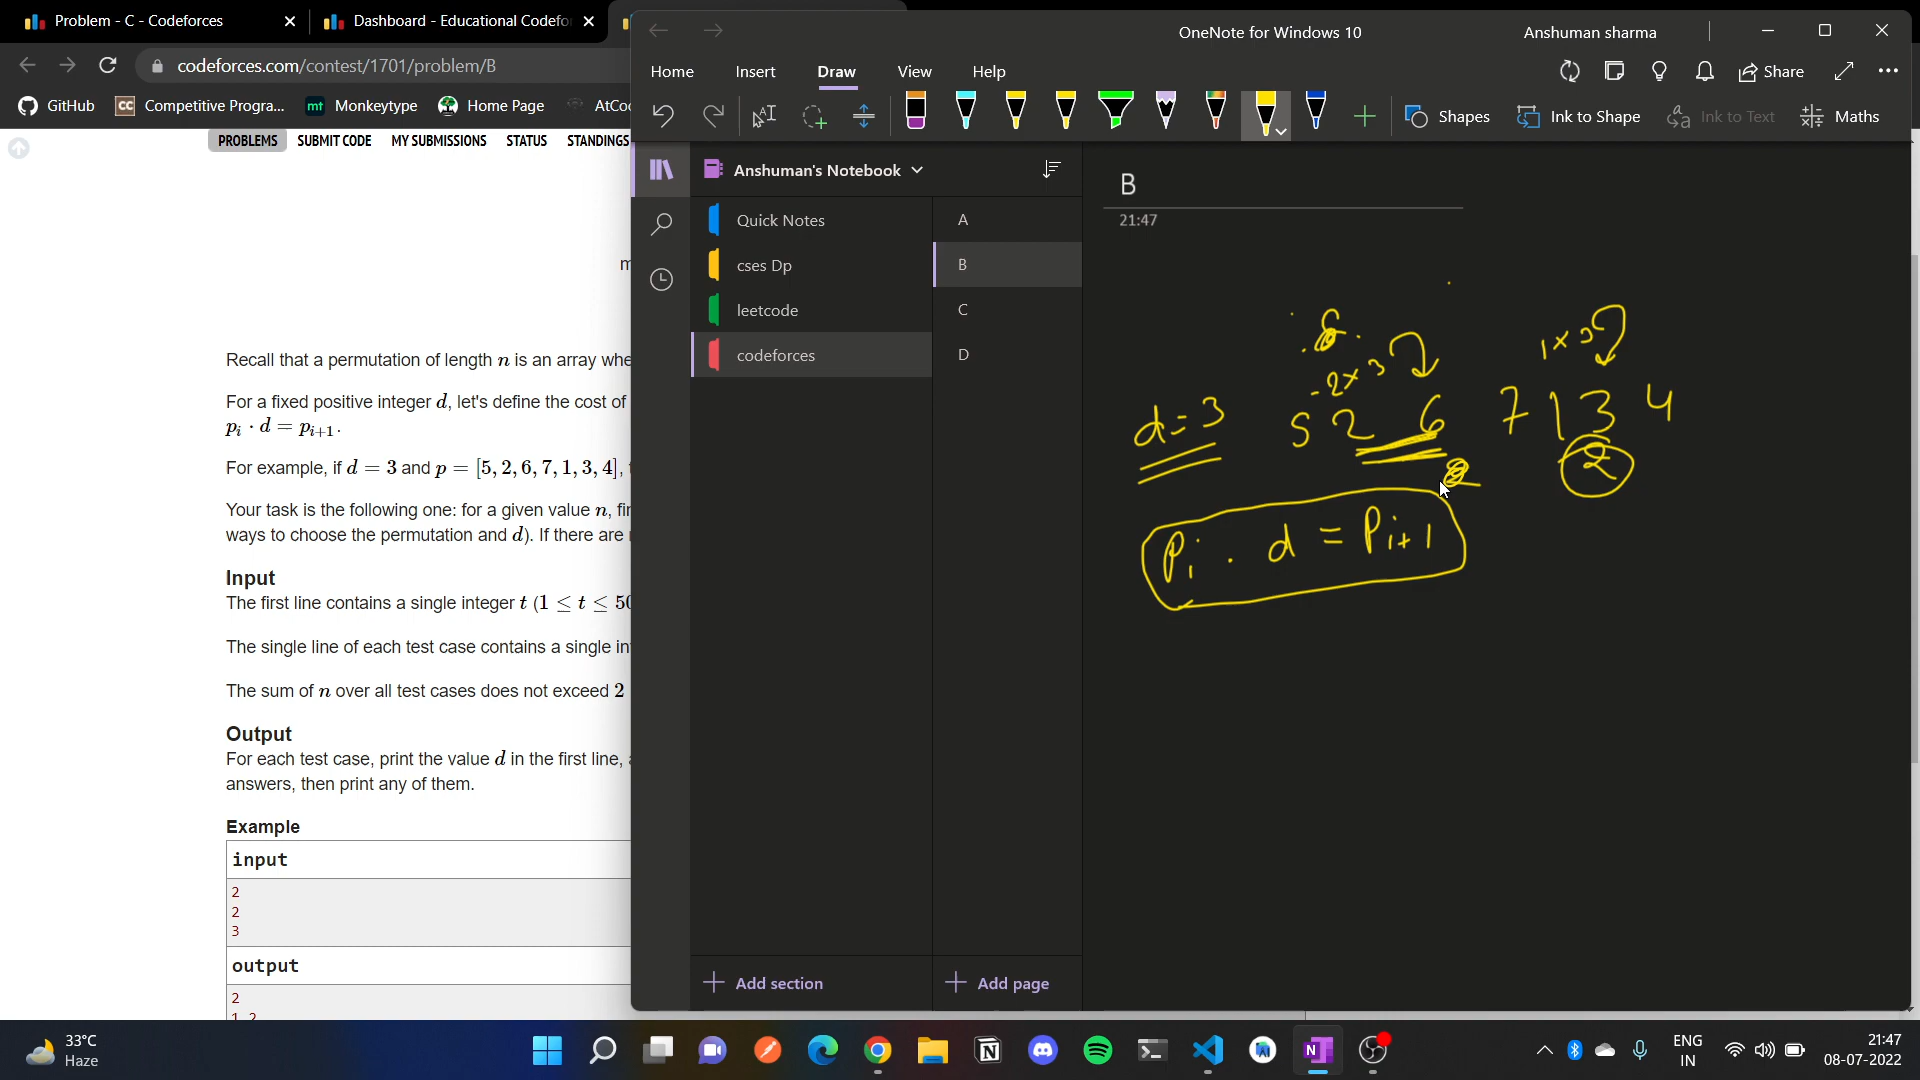 Problem - C - Codeforces
Dashboard - Educational Codefo
codeforces.com/contest/1701/problem/B
GitHub
Competitive Progra...
Monkeytype
Home Page
AtCo
PROBLEMS SUBMIT CODE MY SUBMISSIONS STATUS STANDINGS
Recall that a permutation of length n is an array whe
For a fixed positive integer d, let's define the cost of
pᵢ · d = pᵢ₊₁.
For example, if d = 3 and p = [5, 2, 6, 7, 1, 3, 4],
Your task is the following one: for a given value n, fin
ways to choose the permutation and d). If there are
Input
The first line contains a single integer t (1 ≤ t ≤ 50
The single line of each test case contains a single in
The sum of n over all test cases does not exceed 2
Output
For each test case, print the value d in the first line,
answers, then print any of them.
Example
input
2
2
3
output
2
1 2
OneNote for Windows 10
Anshuman sharma
Home Insert Draw View Help
Share
Shapes
Ink to Shape
Ink to Text
Maths
Anshuman's Notebook
Quick Notes
cses Dp
leetcode
codeforces
A
B
C
D
Add section
Add page
B
21:47
2x3
1x3
d=3 5 2 6 7 1 3 4
2
Pi . d = Pi+1
33°C
Haze
ENG
IN
21:47
08-07-2022